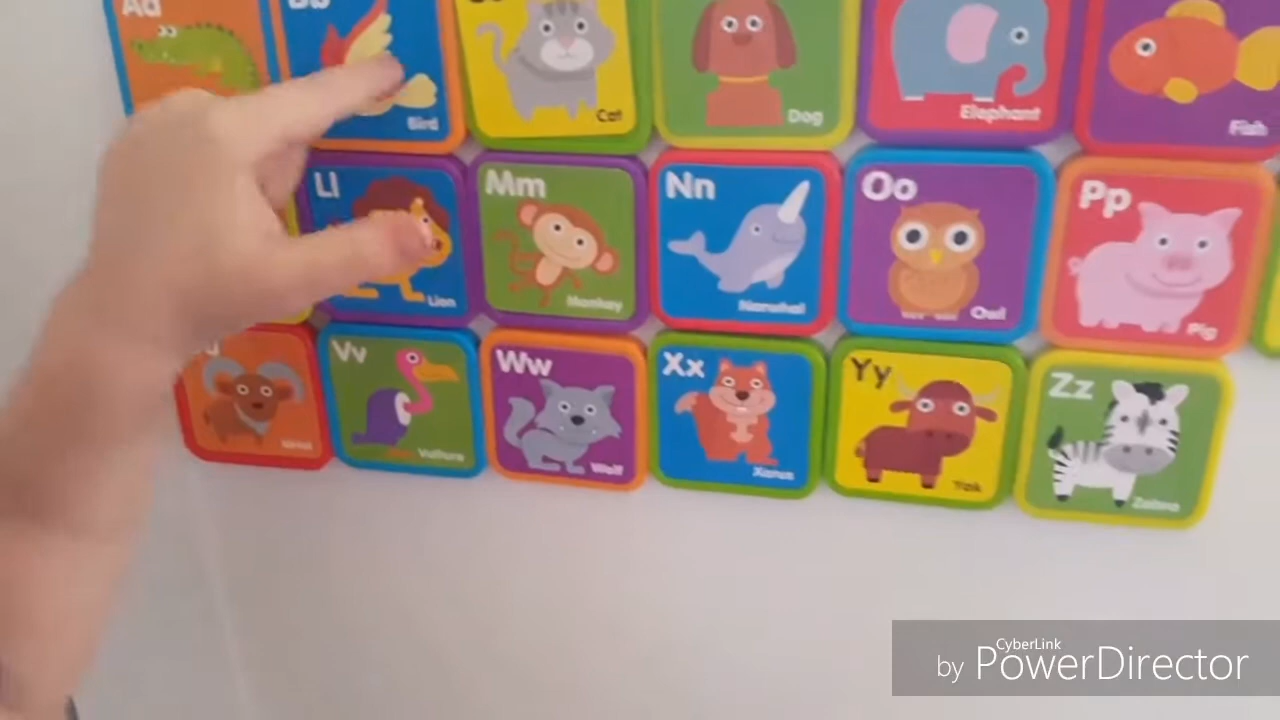 Aa
Bb
Bird
Cat
Dog
Elephant
Fish
Ll
Lion
Mm
Monkey
Nn
Narwhal
Oo
Owl
Pp
Pig
Vv
Vulture
Ww
Wolf
Xx
Xerus
Yy
Yak
Zz
Zebra
CyberLink
by PowerDirector